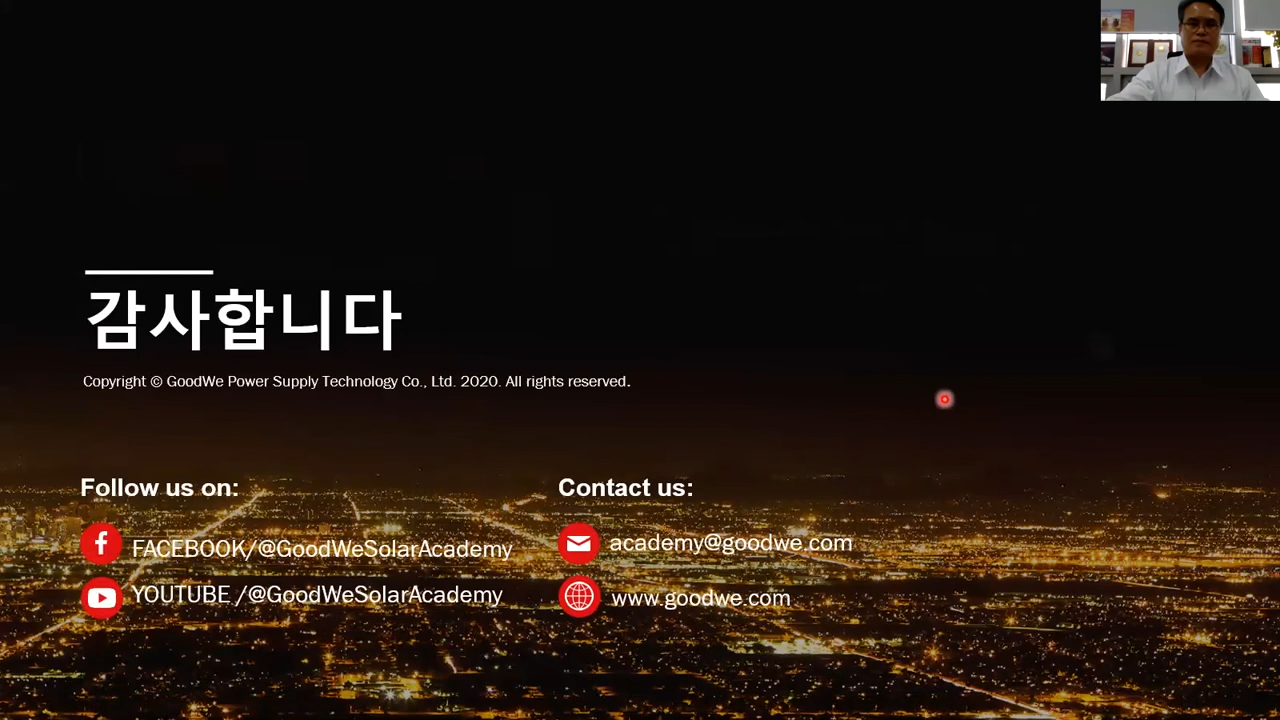 감사합니다
Copyright © GoodWe Power Supply Technology Co., Ltd. 2020. All rights reserved.
Follow us on:
FACEBOOK/@GoodWeSolarAcademy
YOUTUBE /@GoodWeSolarAcademy
Contact us:
academy@goodwe.com
www.goodwe.com